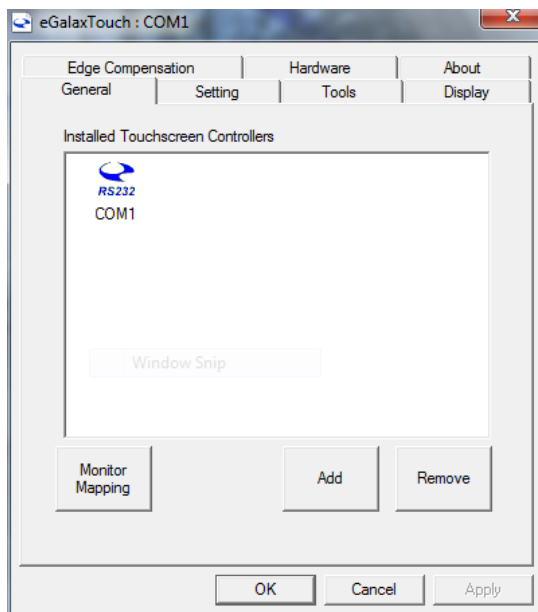 eGalaxTouch : COM1
Edge Compensation Hardware About
General Setting Tools Display
Installed Touchscreen Controllers
RS232
COM1
Window Snip
Monitor
Mapping
Add Remove
OK Cancel Apply